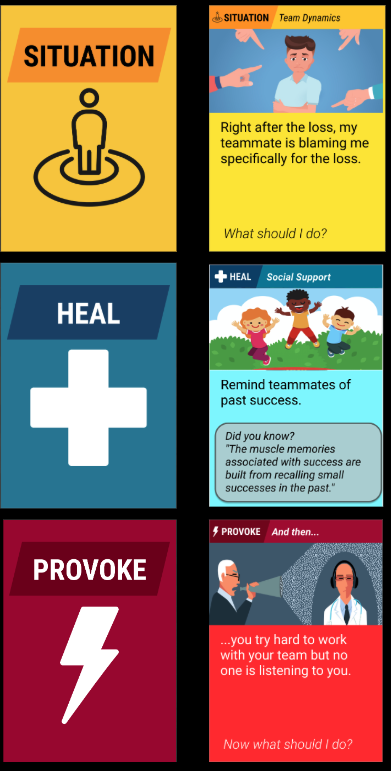 SITUATION
SITUATION Team Dynamics
Right after the loss, my
teammate is blaming me
specifically for the loss.
What should I do?
HEAL
HEAL Social Support
Remind teammates of
past success.
Did you know?
"The muscle memories
associated with success are
built from recalling small
successes in the past."
PROVOKE
PROVOKE And then...
...you try hard to work
with your team but no
one is listening to you.
Now what should I do?